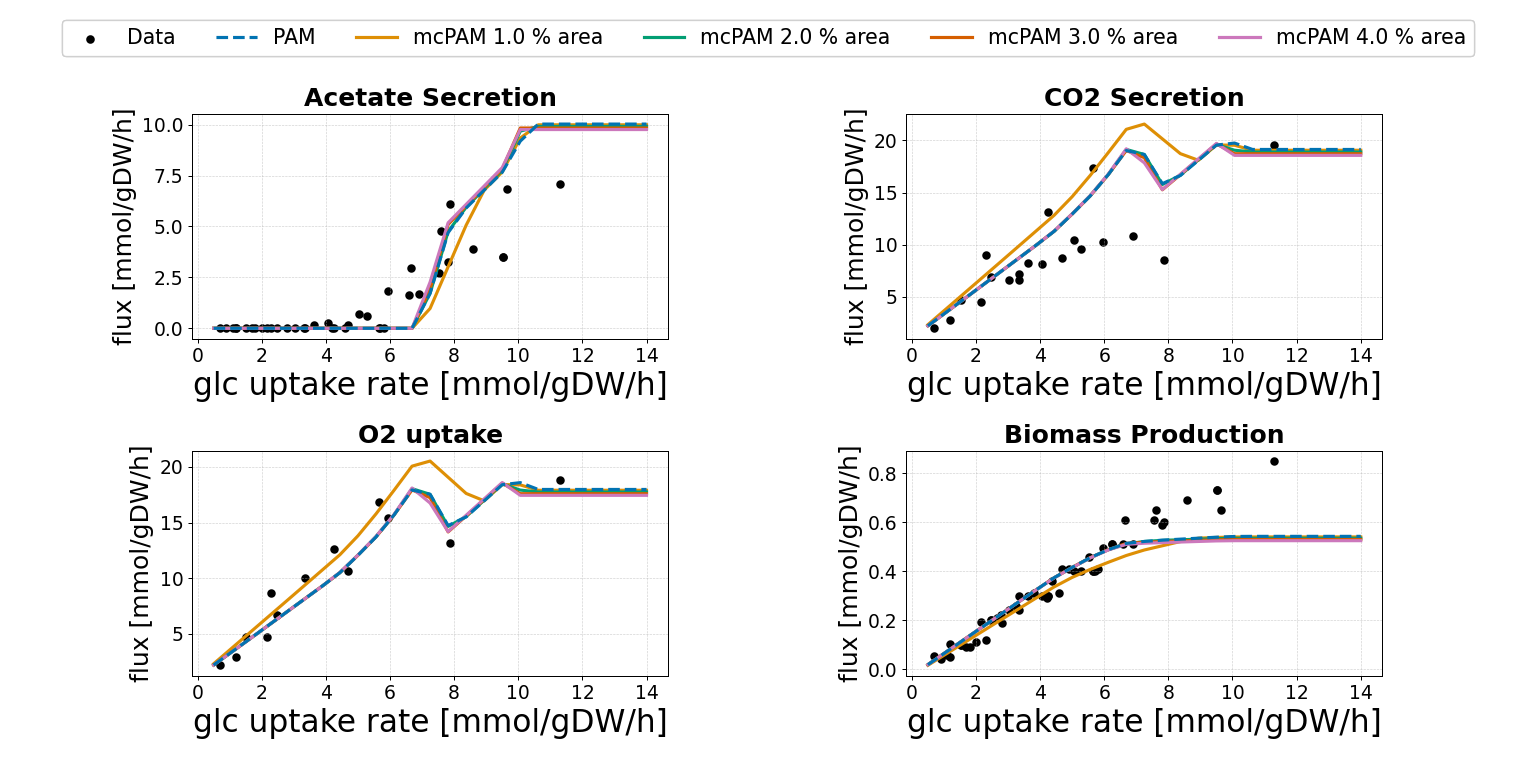 Data PAM mcPAM 1.0 % area mcPAM 2.0 % area mcPAM 3.0 % area mcPAM 4.0 % area
Acetate Secretion
flux [mmol/gDW/h]
10.0
7.5
5.0
2.5
0.0
0 2 4 6 8 10 12 14
glc uptake rate [mmol/gDW/h]
CO2 Secretion
flux [mmol/gDW/h]
20
15
10
5
0 2 4 6 8 10 12 14
glc uptake rate [mmol/gDW/h]
O2 uptake
flux [mmol/gDW/h]
20
15
10
5
0 2 4 6 8 10 12 14
glc uptake rate [mmol/gDW/h]
Biomass Production
flux [mmol/gDW/h]
0.8
0.6
0.4
0.2
0.0
0 2 4 6 8 10 12 14
glc uptake rate [mmol/gDW/h]